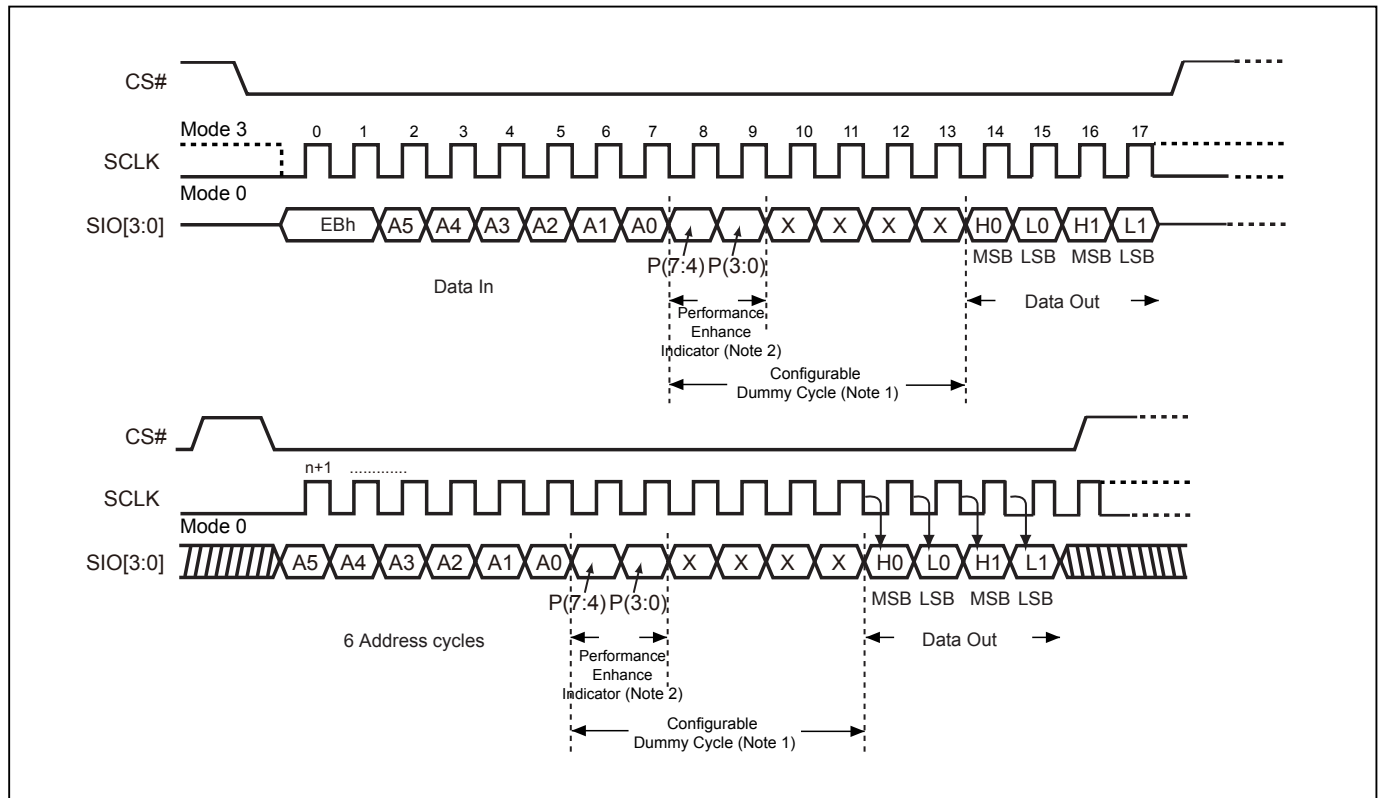 CS#
Mode 3
0 1 2 3 4 5 6 7 8 9 10 11 12 13 14 15 16 17
SCLK
Mode 0
SIO[3:0] EBh A5 A4 A3 A2 A1 A0 X X X X H0 L0 H1 L1
P(7:4) P(3:0) MSB LSB MSB LSB
Data In
Data Out
Performance
Enhance
Indicator (Note 2)
Configurable
Dummy Cycle (Note 1)
CS#
n+1 .............
SCLK
Mode 0
SIO[3:0] A5 A4 A3 A2 A1 A0 X X X X H0 L0 H1 L1
P(7:4) P(3:0) MSB LSB MSB LSB
6 Address cycles
Data Out
Performance
Enhance
Indicator (Note 2)
Configurable
Dummy Cycle (Note 1)